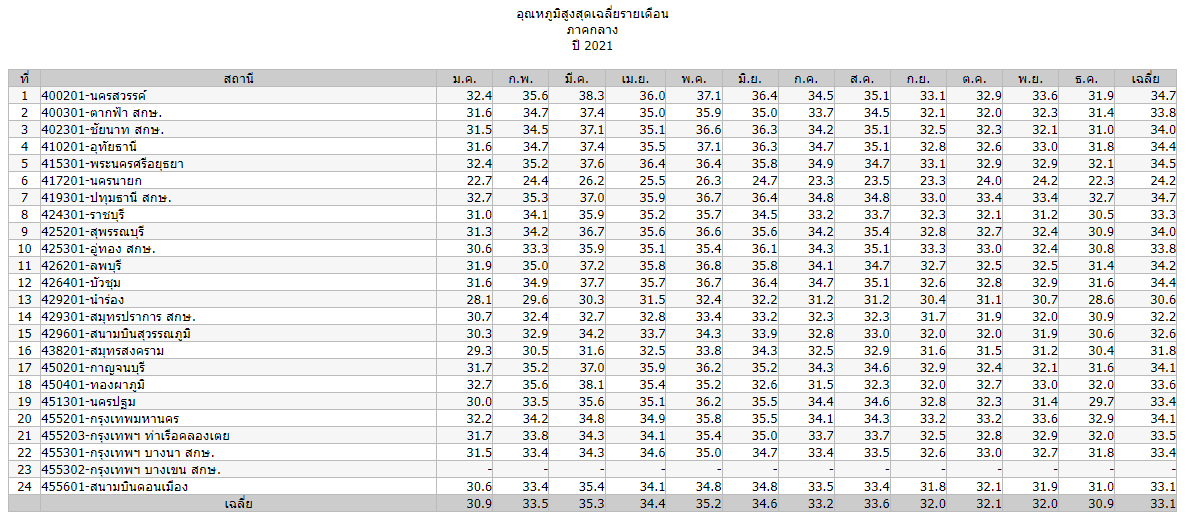 อุณหภูมิสูงสุดเฉลี่ยรายเดือน
ภาคกลาง
ปี 2021
ที่ สถานี ม.ค. ก.พ. มี.ค. เม.ย. พ.ค. มิ.ย. ก.ค. ส.ค. ก.ย. ต.ค. พ.ย. ธ.ค. เฉลี่ย
1 400201-นครสวรรค์ 32.4 35.6 38.3 36.0 37.1 36.4 34.5 35.1 33.1 32.9 33.6 31.9 34.7
2 400301-ตากฟ้า สกษ. 31.6 34.7 37.4 35.0 35.9 35.0 33.7 34.5 32.1 32.0 32.3 31.4 33.8
3 402301-ชัยนาท สกษ. 31.5 34.5 37.1 35.1 36.6 36.3 34.2 35.1 32.5 32.3 32.1 31.0 34.0
4 410201-อุทัยธานี 31.6 34.7 37.4 35.5 37.1 36.3 34.7 35.1 32.8 32.6 33.0 31.8 34.4
5 415301-พระนครศรีอยุธยา 32.4 35.2 37.6 36.4 36.4 35.8 34.9 34.7 33.1 32.9 32.9 32.1 34.5
6 417201-นครนายก 22.7 24.4 26.2 25.5 26.3 24.7 23.3 23.5 23.3 24.0 24.2 22.3 24.2
7 419301-ปทุมธานี สกษ. 32.7 35.3 37.0 35.9 36.7 36.4 34.8 34.8 33.0 33.4 33.4 32.7 34.7
8 424301-ราชบุรี 31.0 34.1 35.9 35.2 35.7 34.5 33.2 33.7 32.3 32.1 31.2 30.5 33.3
9 425201-สุพรรณบุรี 31.3 34.2 36.7 35.6 36.6 35.6 34.2 35.4 32.8 32.7 32.4 30.9 34.0
10 425301-อู่ทอง สกษ. 30.6 33.3 35.9 35.1 35.4 36.1 34.3 35.1 33.3 33.0 32.4 30.8 33.8
11 426201-ลพบุรี 31.9 35.0 37.2 35.8 36.8 35.8 34.1 34.7 32.7 32.5 32.5 31.4 34.2
12 426401-บัวชุม 31.6 34.9 37.7 35.7 36.7 36.4 34.7 35.1 32.6 32.8 32.9 31.6 34.4
13 429201-นำร่อง 28.1 29.6 30.3 31.5 32.4 32.2 31.2 31.2 30.4 31.1 30.7 28.6 30.6
14 429301-สมุทรปราการ สกษ. 30.7 32.4 32.7 32.8 33.4 33.2 32.3 32.3 31.7 31.9 32.0 30.9 32.2
15 429601-สนามบินสุวรรณภูมิ 30.3 32.9 34.2 33.7 34.3 33.9 32.8 33.0 32.0 32.0 31.9 30.6 32.6
16 438201-สมุทรสงคราม 29.3 30.5 31.6 32.5 33.8 34.3 32.5 32.9 31.6 31.5 31.2 30.4 31.8
17 450201-กาญจนบุรี 31.7 35.2 37.0 35.9 36.2 35.2 34.3 34.6 32.9 32.4 32.1 31.6 34.1
18 450401-ทองผาภูมิ 32.7 35.6 38.1 35.4 35.2 32.6 31.5 32.3 32.0 32.7 33.0 32.0 33.6
19 451301-นครปฐม 30.0 33.5 35.6 35.1 36.2 35.5 34.4 34.6 32.8 32.3 31.4 29.7 33.4
20 455201-กรุงเทพมหานคร 32.2 34.2 34.8 34.9 35.8 35.5 34.1 34.3 33.2 33.2 33.6 32.9 34.1
21 455203-กรุงเทพฯ ท่าเรือคลองเตย 31.7 33.8 34.3 34.1 35.4 35.0 33.7 33.7 32.5 32.8 32.9 32.0 33.5
22 455301-กรุงเทพฯ บางนา สกษ. 31.5 33.4 34.3 34.6 35.0 34.7 33.4 33.5 32.6 33.0 32.7 31.8 33.4
23 455302-กรุงเทพฯ บางเขน สกษ. - - - - - - - - - - - - -
24 455601-สนามบินดอนเมือง 30.6 33.4 35.4 34.1 34.8 34.8 33.5 33.4 31.8 32.1 31.9 31.0 33.1
เฉลี่ย 30.9 33.5 35.3 34.4 35.2 34.6 33.2 33.6 32.0 32.1 32.0 30.9 33.1